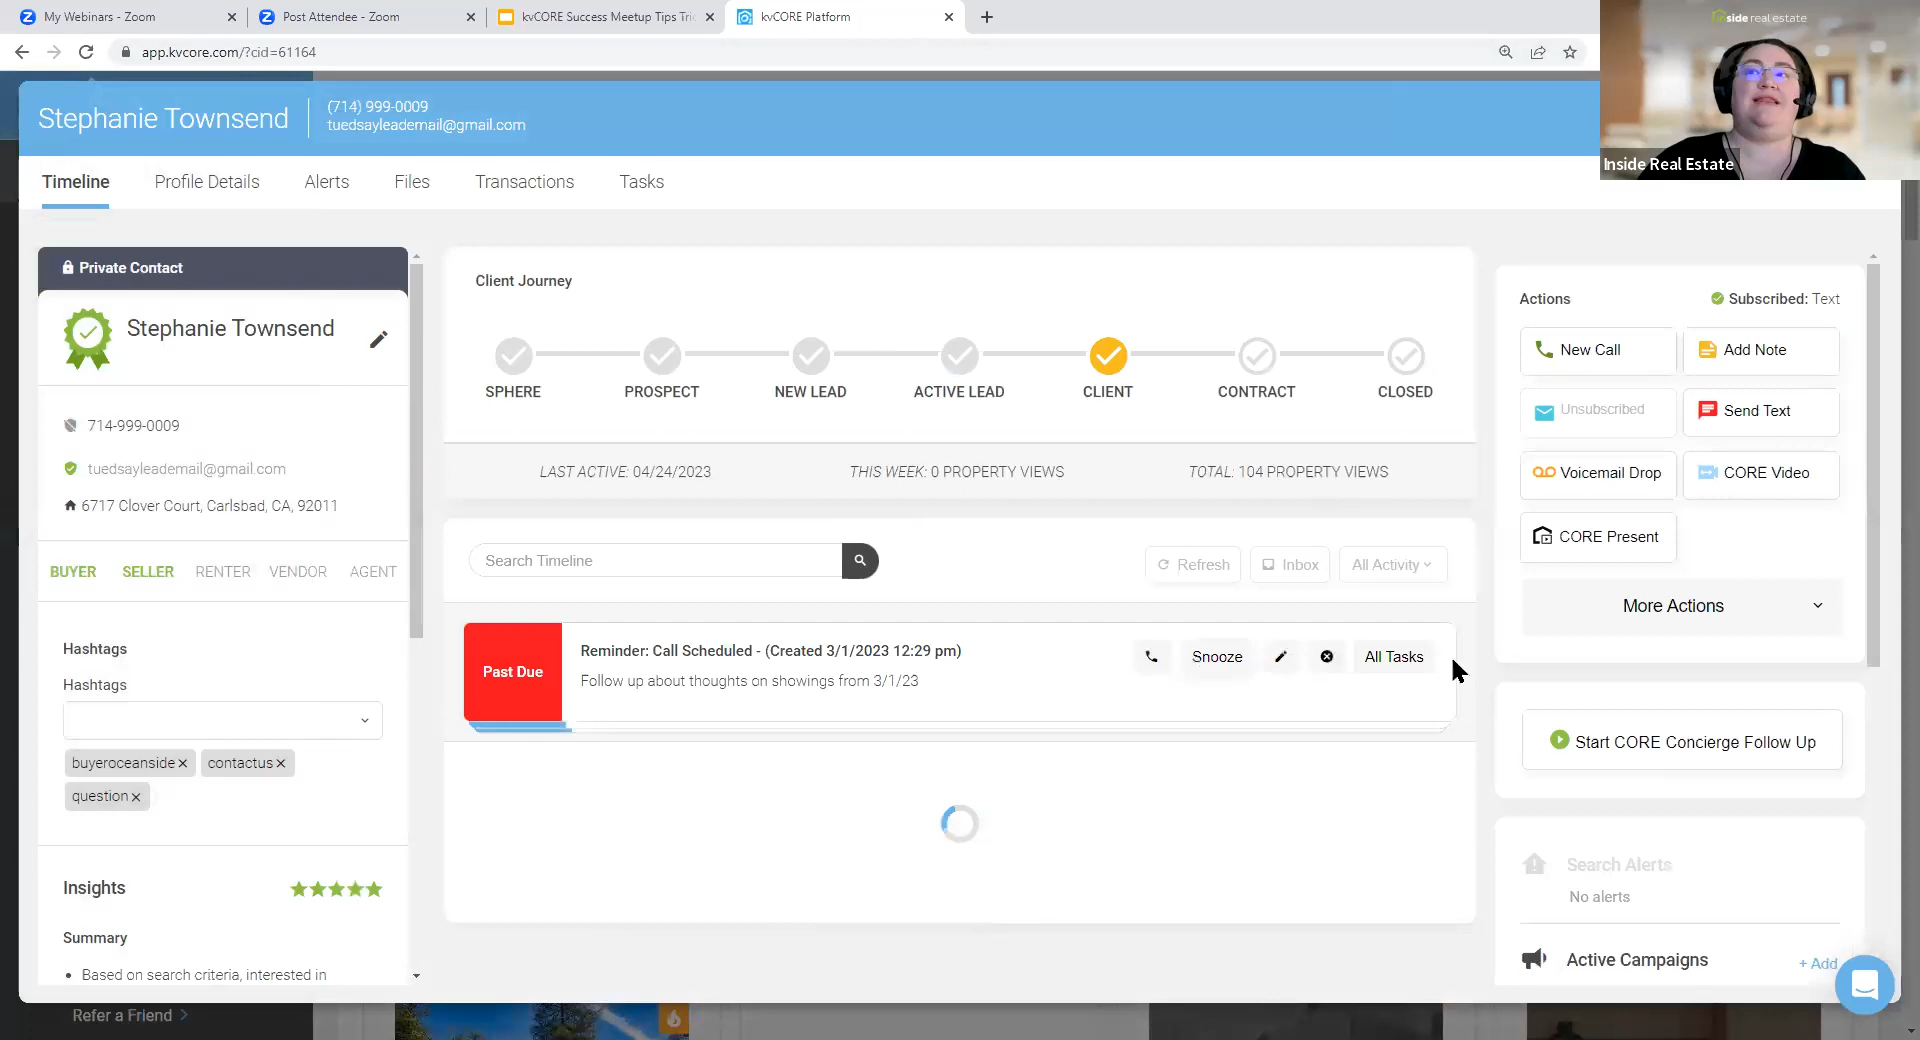 My Webinars - Zoom
Post Attendee - Zoom
kvCORE Success Meetup Tips Tri
kvCORE Platform
app.kvcore.com/?cid=61164
inside real estate
Inside Real Estate
Stephanie Townsend
(714) 999-0009
tuedsayleademail@gmail.com
Timeline
Profile Details
Alerts
Files
Transactions
Tasks
Private Contact
Stephanie Townsend
714-999-0009
tuedsayleademail@gmail.com
6717 Clover Court, Carlsbad, CA, 92011
BUYER SELLER RENTER VENDOR AGENT
Hashtags
Hashtags
buyeroceanside
contactus
question
Insights
Summary
• Based on search criteria, interested in
Refer a Friend >
Client Journey
SPHERE
PROSPECT
NEW LEAD
ACTIVE LEAD
CLIENT
CONTRACT
CLOSED
LAST ACTIVE: 04/24/2023
THIS WEEK: 0 PROPERTY VIEWS
TOTAL: 104 PROPERTY VIEWS
Search Timeline
Refresh
Inbox
All Activity
Past Due
Reminder: Call Scheduled - (Created 3/1/2023 12:29 pm)
Follow up about thoughts on showings from 3/1/23
Snooze
All Tasks
Actions
Subscribed: Text
New Call
Add Note
Unsubscribed
Send Text
Voicemail Drop
CORE Video
CORE Present
More Actions
Start CORE Concierge Follow Up
Search Alerts
No alerts
Active Campaigns
+ Add